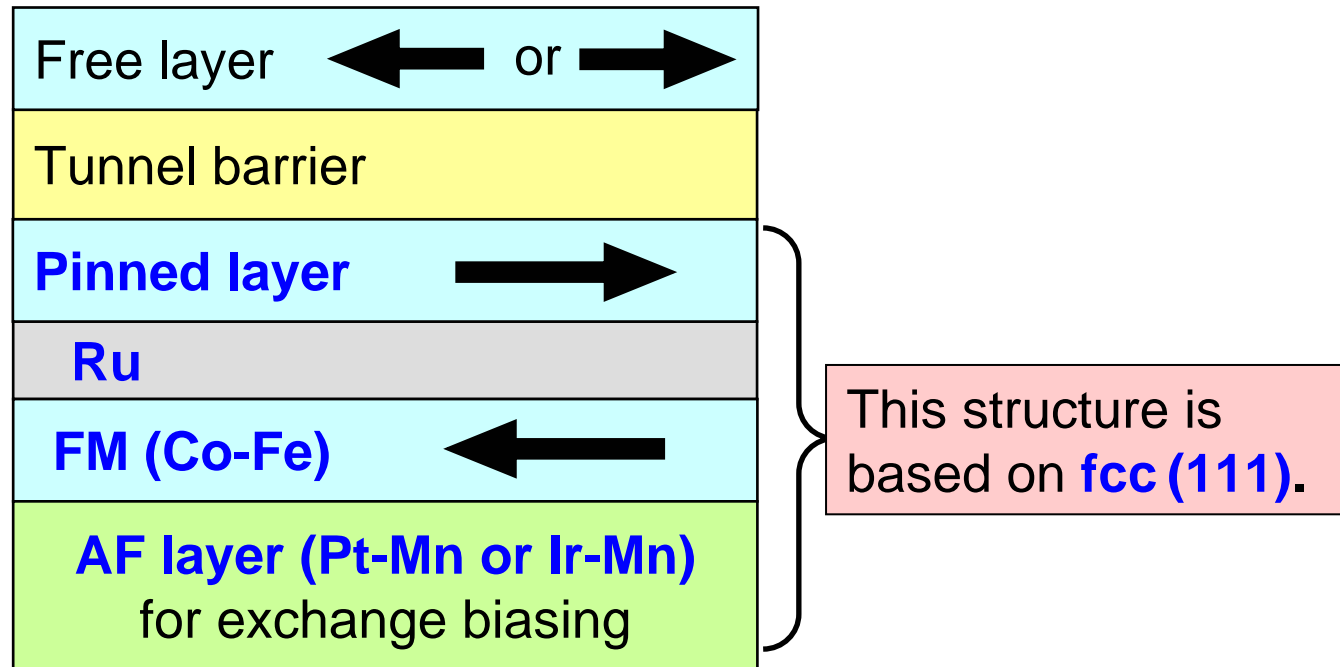 Free layer or
Tunnel barrier
Pinned layer
Ru
FM (Co-Fe)
AF layer (Pt-Mn or Ir-Mn)
for exchange biasing
This structure is
based on fcc (111).